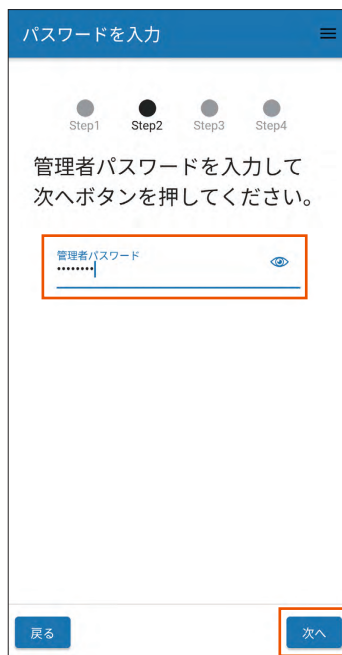 パスワードを入力
Step1 Step2 Step3 Step4
管理者パスワードを入力して
次へボタンを押してください。
管理者パスワード
••••••••
戻る 次へ